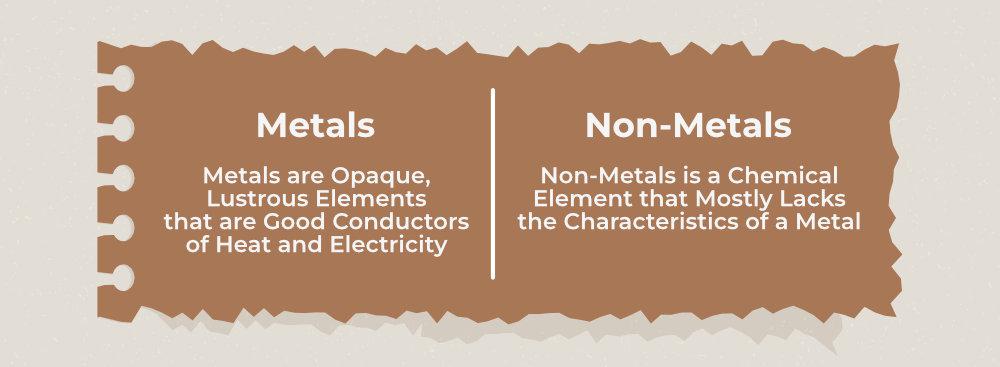 Metals
Metals are Opaque,
Lustrous Elements
that are Good Conductors
of Heat and Electricity
Non-Metals
Non-Metals is a Chemical
Element that Mostly Lacks
the Characteristics of a Metal